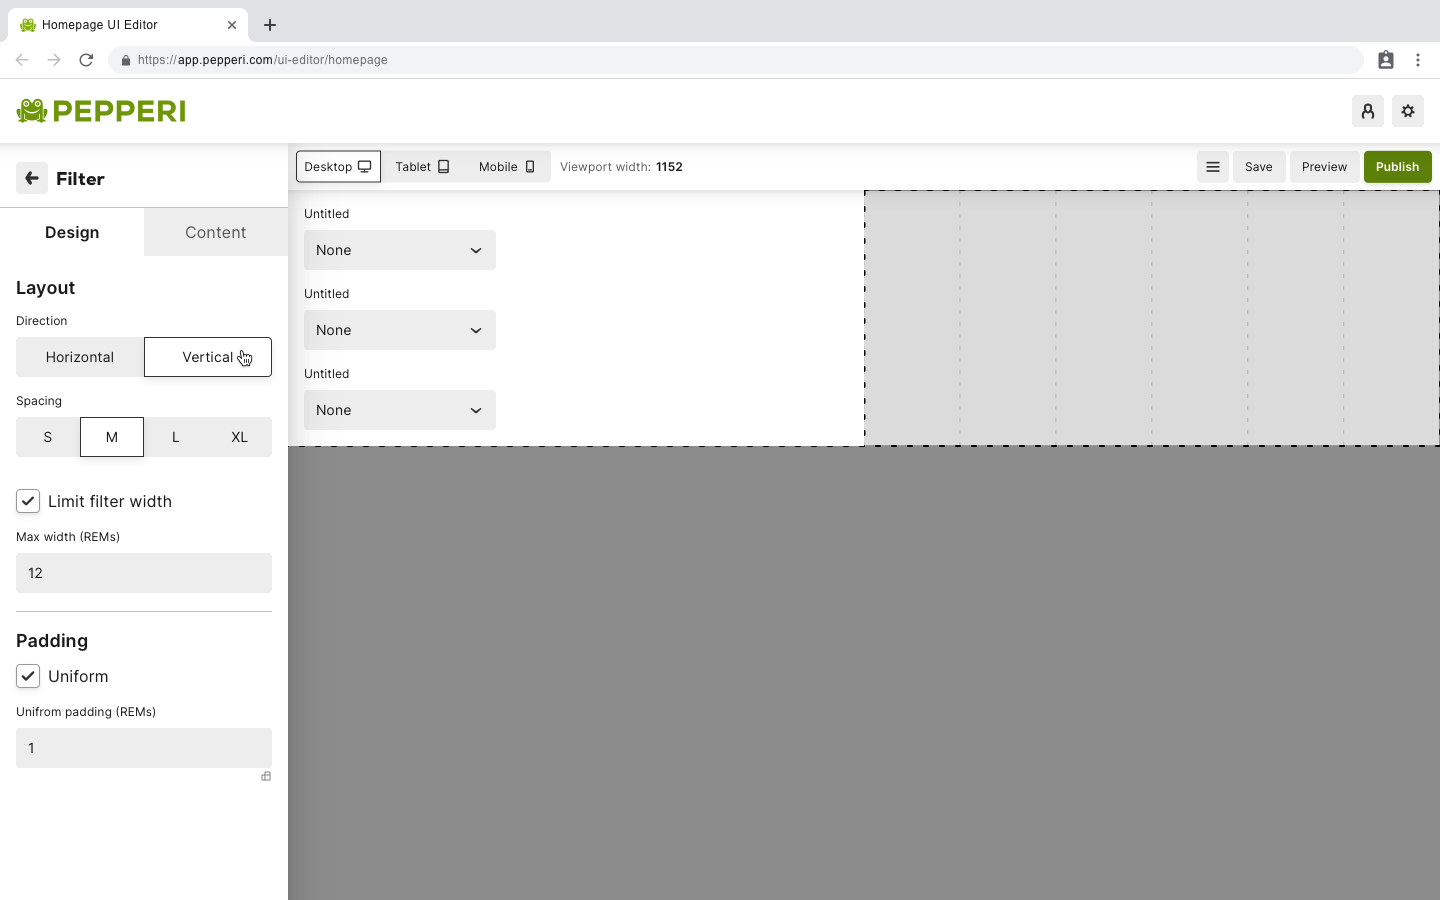 Homepage UI Editor
https://app.pepperi.com/ui-editor/homepage
PEPPERI
Filter
Desktop Tablet Mobile Viewport width: 1152 Save Preview Publish
Design Content
Layout
Direction
Horizontal Vertical
Spacing
S M L XL
Limit filter width
Max width (REMs)
12
Padding
Uniform
Unifrom padding (REMs)
1
Untitled
None
Untitled
None
Untitled
None